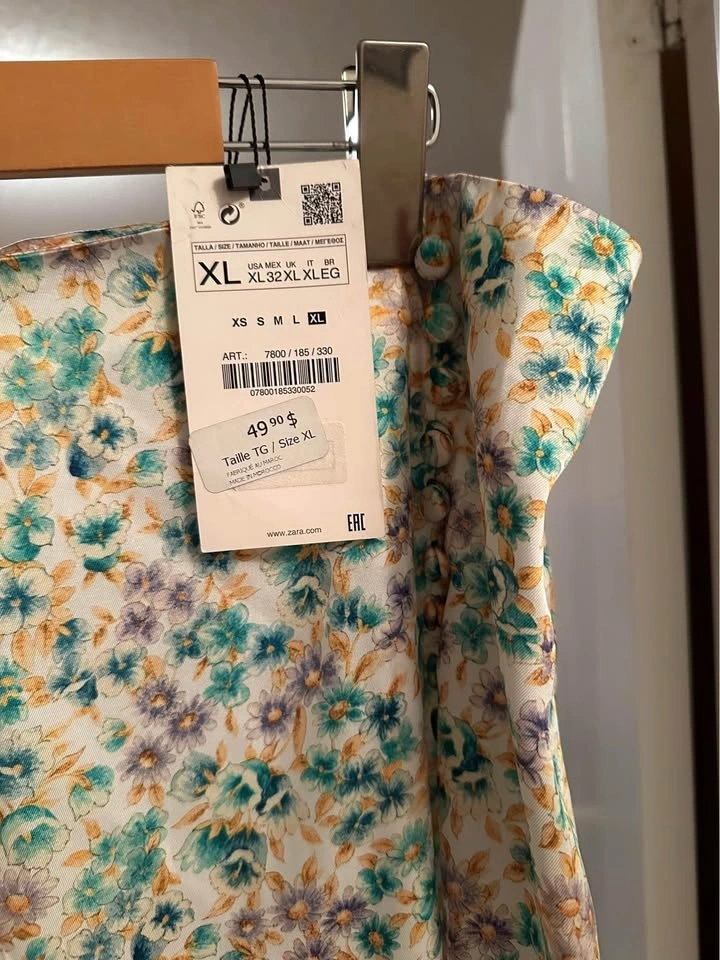 FSC
TALLA / SIZE / TAMANHO / TAILLE / MAAT / ΜΕΓΕΘΟΣ
XL
USA MEX UK IT BR
XL 32 XL XL EG
XS S M L XL
ART.: 7800 / 185 / 330
07800185330052
49 90 $
Taille TG / Size XL
FABRIQUÉ AU MAROC
MADE IN MOROCCO
www.zara.com
EAC